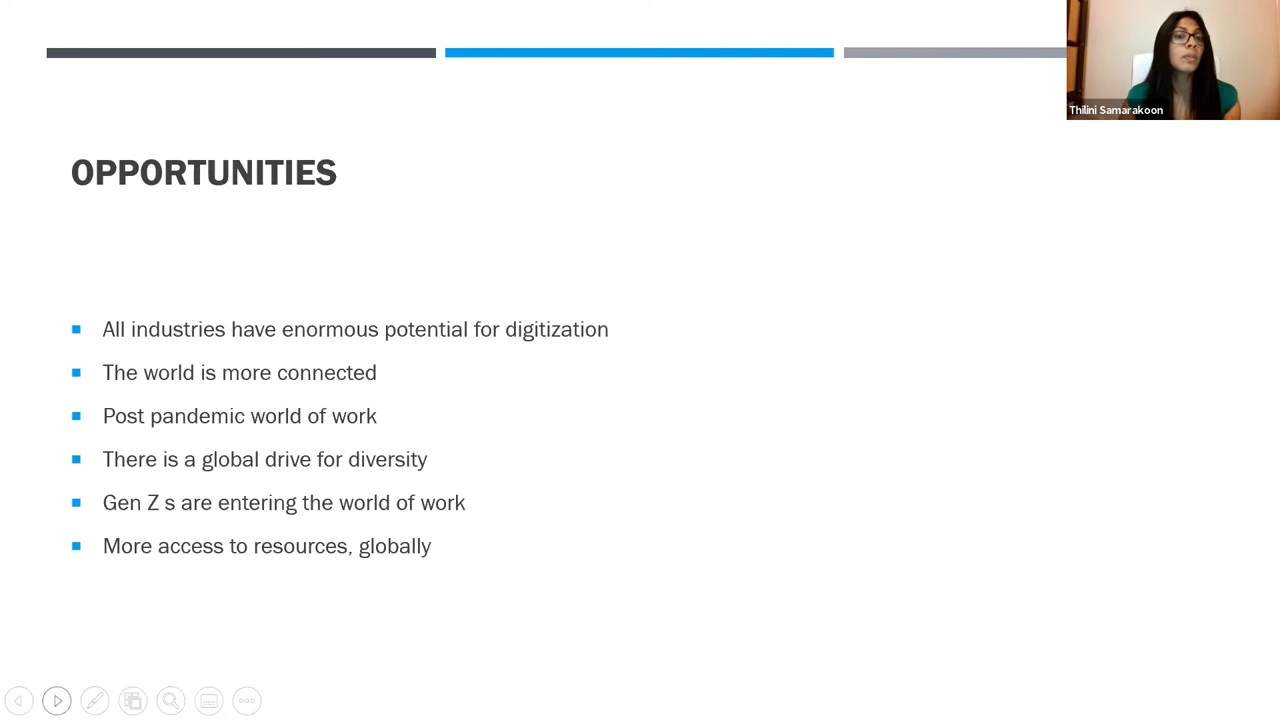 Thilini Samarakoon
OPPORTUNITIES
All industries have enormous potential for digitization
The world is more connected
Post pandemic world of work
There is a global drive for diversity
Gen Z s are entering the world of work
More access to resources, globally